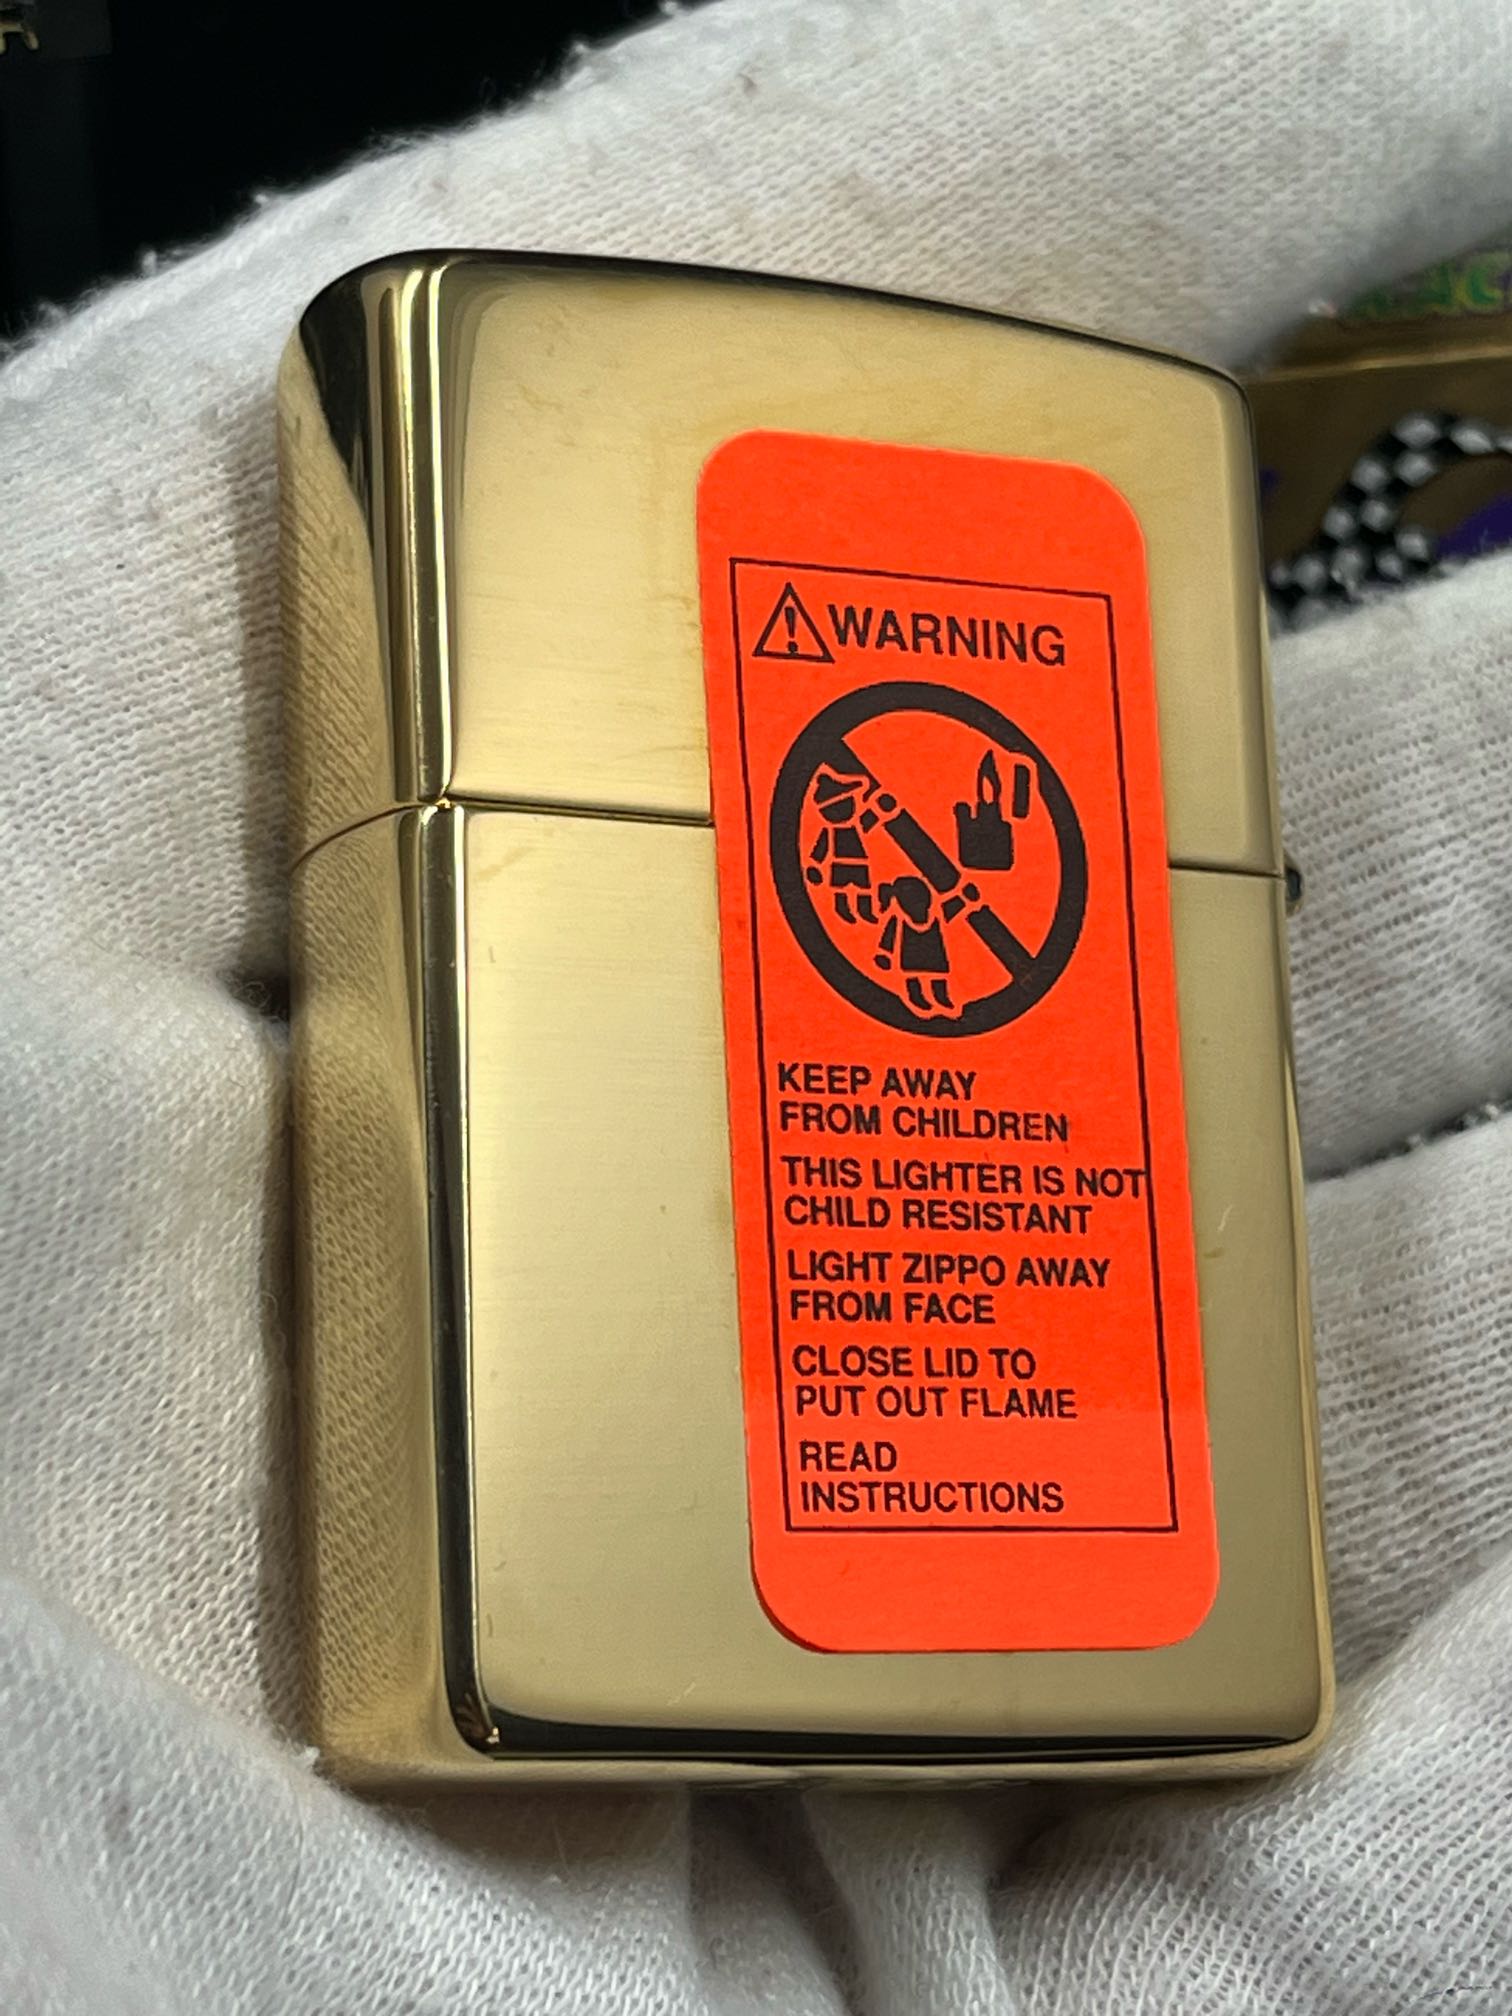 WARNING
KEEP AWAY
FROM CHILDREN
THIS LIGHTER IS NOT
CHILD RESISTANT
LIGHT ZIPPO AWAY
FROM FACE
CLOSE LID TO
PUT OUT FLAME
READ
INSTRUCTIONS